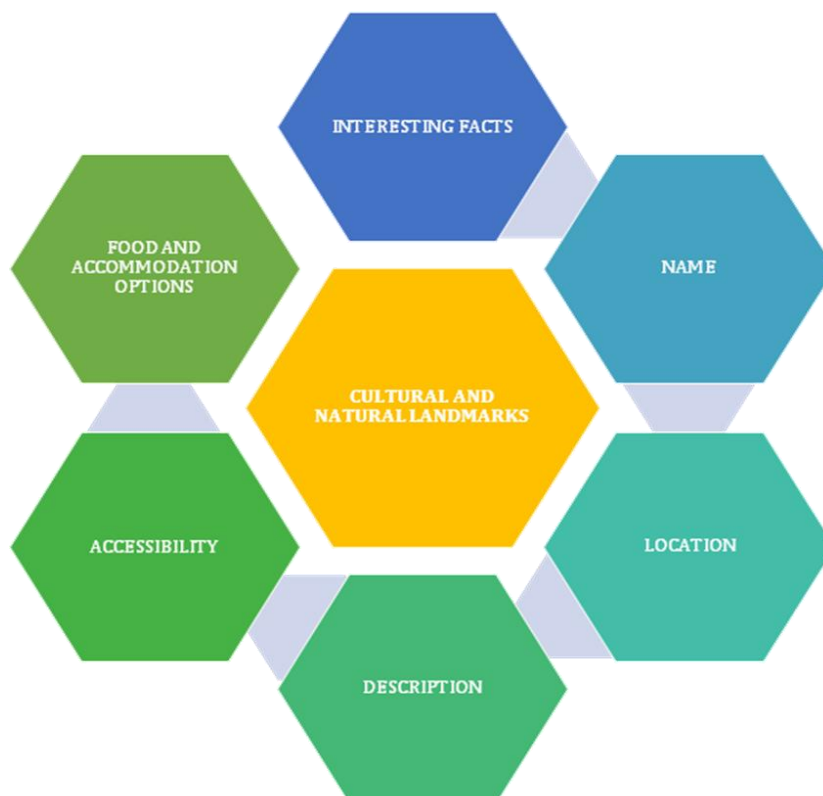 INTERESTING FACTS
FOOD AND
ACCOMMODATION
OPTIONS
NAME
CULTURAL AND
NATURAL LANDMARKS
ACCESSIBILITY
LOCATION
DESCRIPTION